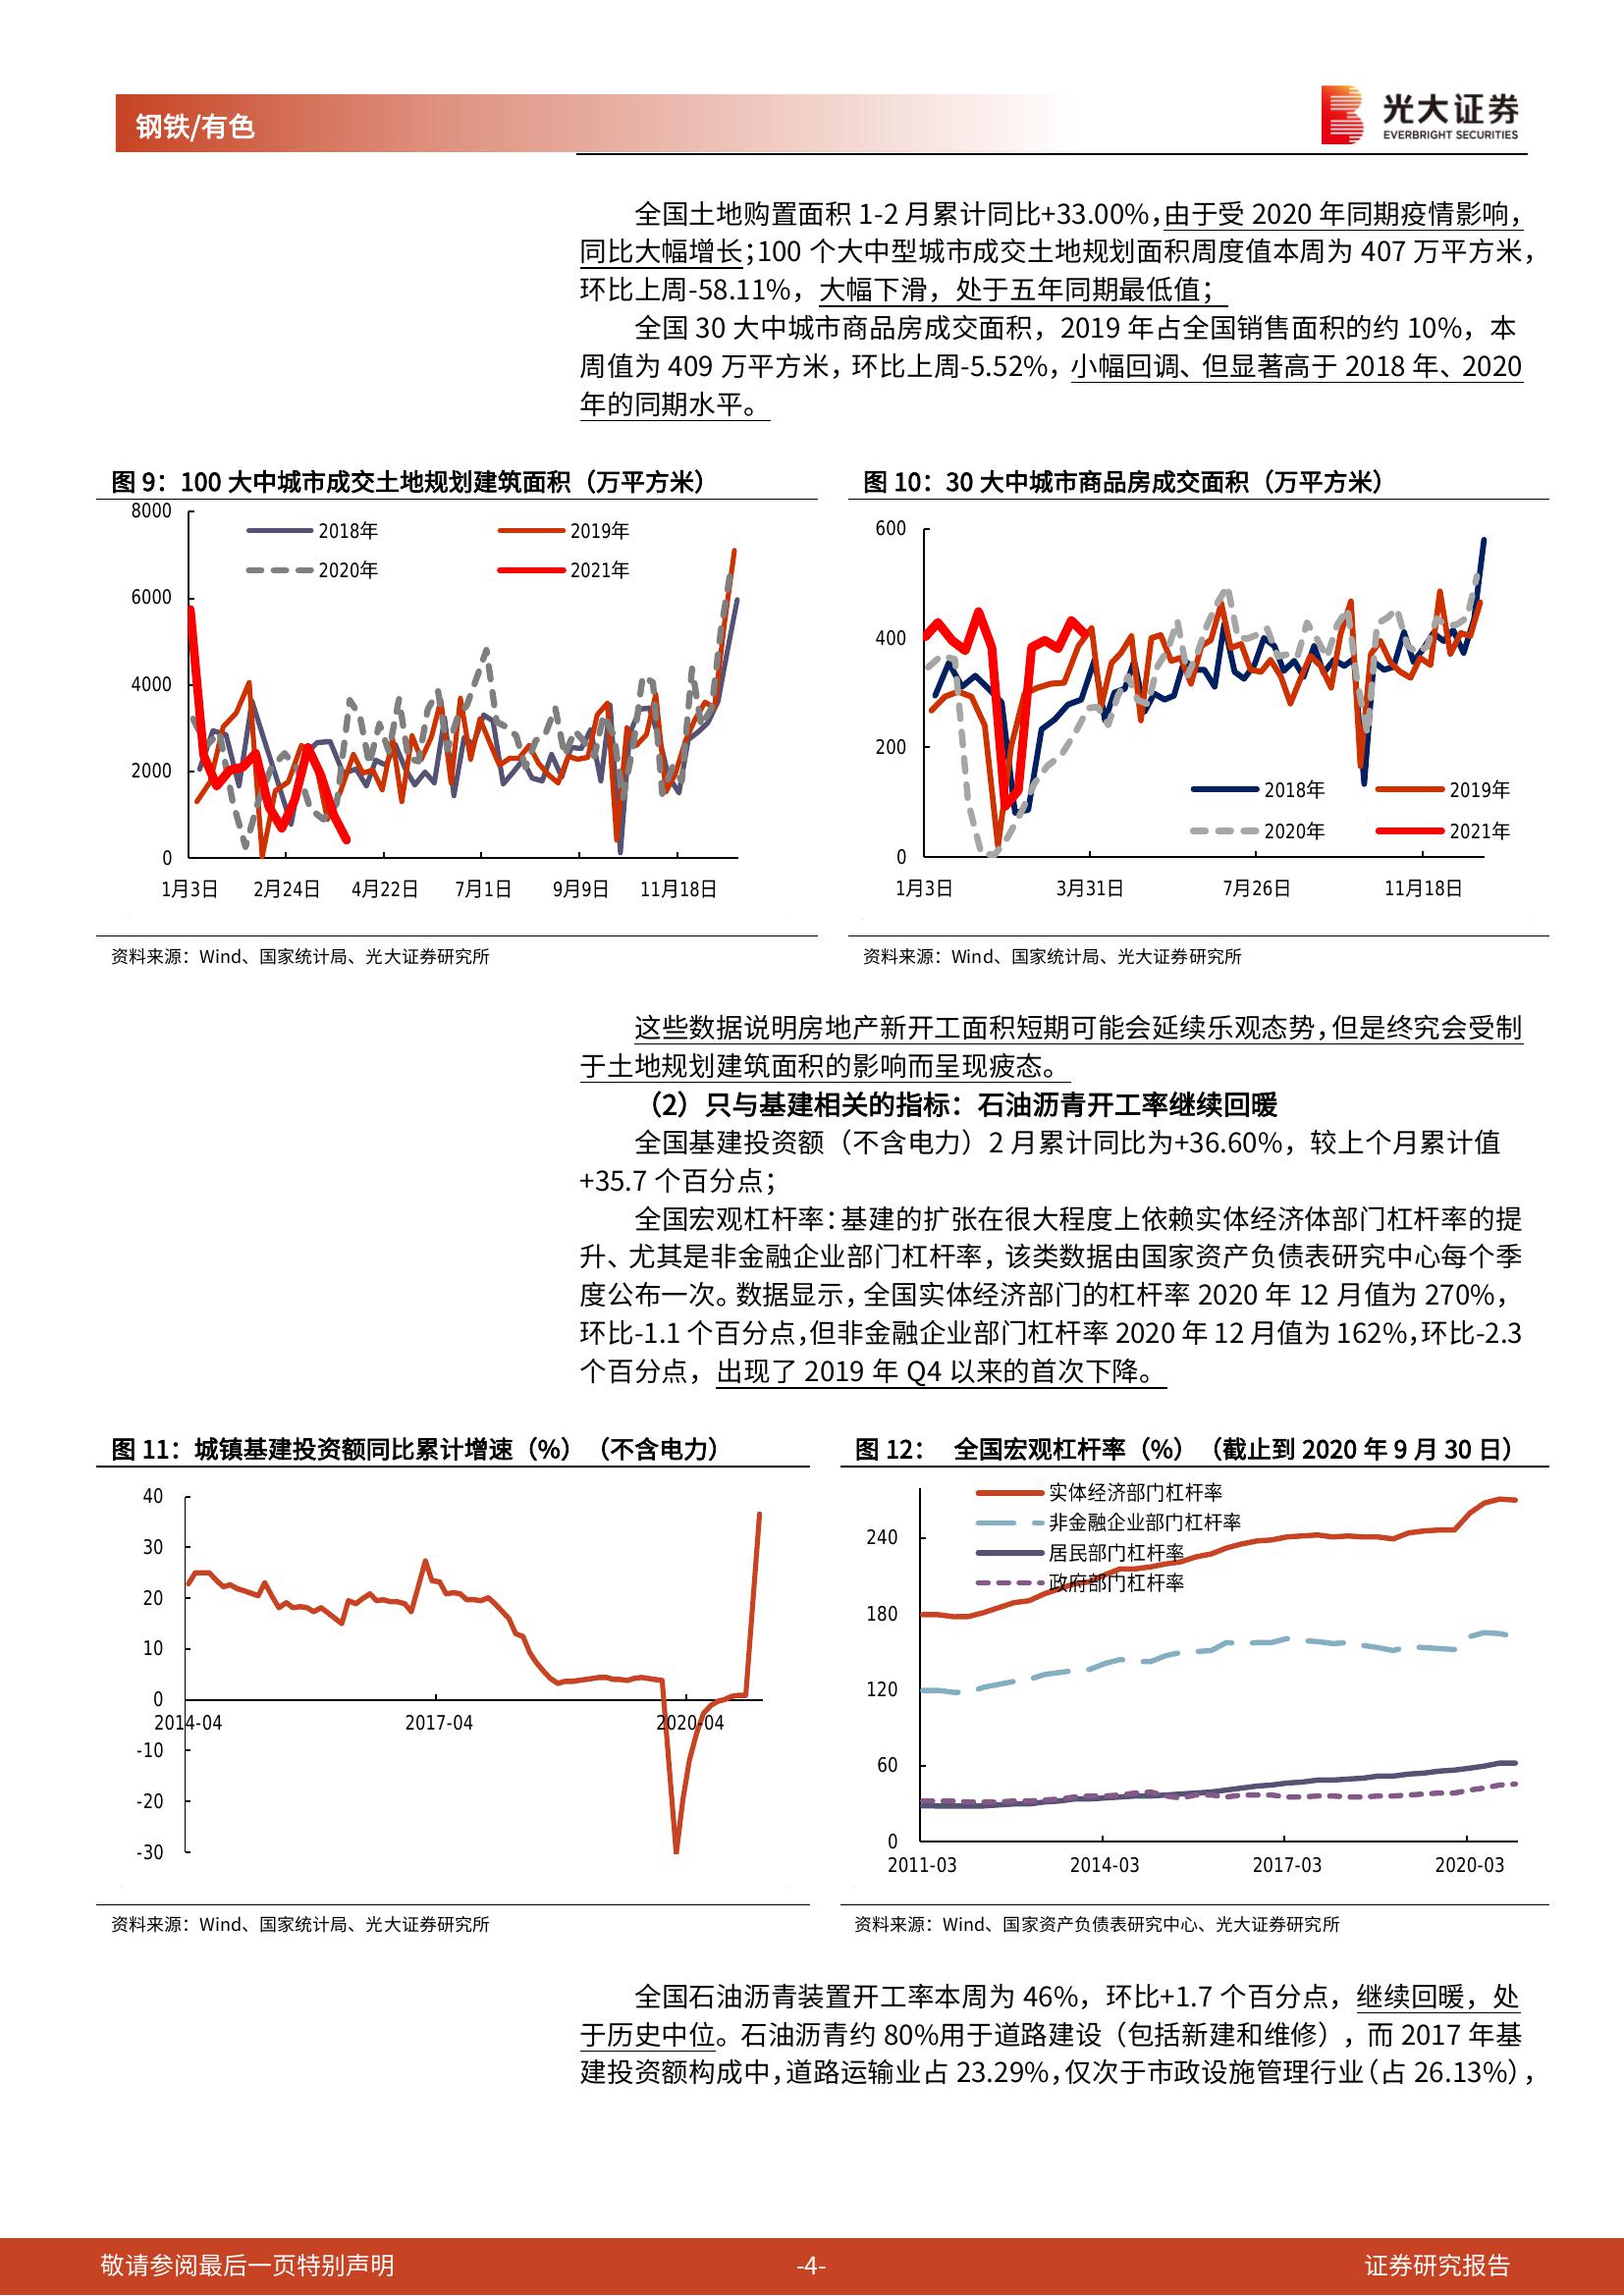 钢铁/有色
光大证券
EVERBRIGHT SECURITIES
全国土地购置面积 1-2 月累计同比+33.00%，由于受 2020 年同期疫情影响，
同比大幅增长；100 个大中型城市成交土地规划面积周度值本周为 407 万平方米，
环比上周-58.11%，大幅下滑，处于五年同期最低值；
全国 30 大中城市商品房成交面积，2019 年占全国销售面积的约 10%，本
周值为 409 万平方米，环比上周-5.52%，小幅回调、但显著高于 2018 年、2020
年的同期水平。
图 9：100 大中城市成交土地规划建筑面积（万平方米）
8000
6000
4000
2000
0
2018年
2019年
2020年
2021年
1月3日 2月24日 4月22日 7月1日 9月9日 11月18日
资料来源：Wind、国家统计局、光大证券研究所
图 10：30 大中城市商品房成交面积（万平方米）
600
400
200
0
2018年
2019年
2020年
2021年
1月3日 3月31日 7月26日 11月18日
资料来源：Wind、国家统计局、光大证券研究所
这些数据说明房地产新开工面积短期可能会延续乐观态势，但是终究会受制
于土地规划建筑面积的影响而呈现疲态。
（2）只与基建相关的指标：石油沥青开工率继续回暖
全国基建投资额（不含电力）2 月累计同比为+36.60%，较上个月累计值
+35.7 个百分点；
全国宏观杠杆率：基建的扩张在很大程度上依赖实体经济体部门杠杆率的提
升、尤其是非金融企业部门杠杆率，该类数据由国家资产负债表研究中心每个季
度公布一次。数据显示，全国实体经济部门的杠杆率 2020 年 12 月值为 270%，
环比-1.1 个百分点，但非金融企业部门杠杆率 2020 年 12 月值为 162%，环比-2.3
个百分点，出现了 2019 年 Q4 以来的首次下降。
图 11：城镇基建投资额同比累计增速（%）（不含电力）
40
30
20
10
0
-10
-20
-30
2014-04 2017-04 2020-04
资料来源：Wind、国家统计局、光大证券研究所
图 12： 全国宏观杠杆率（%）（截止到 2020 年 9 月 30 日）
240
180
120
60
0
实体经济部门杠杆率
非金融企业部门杠杆率
居民部门杠杆率
政府部门杠杆率
2011-03 2014-03 2017-03 2020-03
资料来源：Wind、国家资产负债表研究中心、光大证券研究所
全国石油沥青装置开工率本周为 46%，环比+1.7 个百分点，继续回暖，处
于历史中位。石油沥青约 80%用于道路建设（包括新建和维修），而 2017 年基
建投资额构成中，道路运输业占 23.29%，仅次于市政设施管理行业（占 26.13%），
敬请参阅最后一页特别声明
-4-
证券研究报告